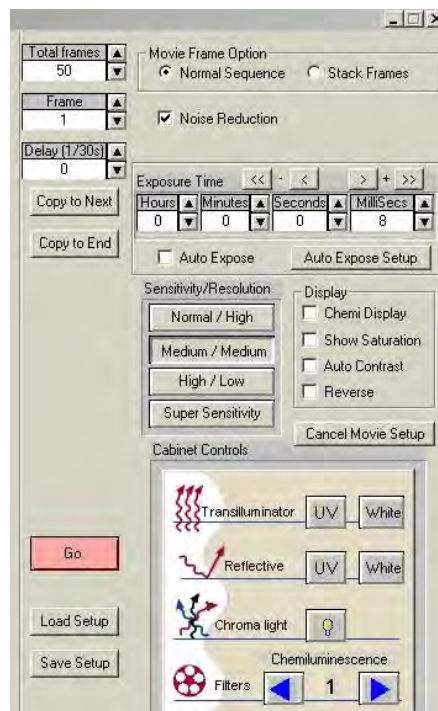 Total frames
50
Frame
1
Delay (1/30s)
0
Copy to Next
Copy to End
Go
Load Setup
Save Setup
Movie Frame Option
Normal Sequence
Stack Frames
Noise Reduction
Exposure Time << - < > + >>
Hours Minutes Seconds MilliSecs
0 0 0 8
Auto Expose
Auto Expose Setup
Sensitivity/Resolution
Normal / High
Medium / Medium
High / Low
Super Sensitivity
Display
Chemi Display
Show Saturation
Auto Contrast
Reverse
Cancel Movie Setup
Cabinet Controls
Transilluminator UV White
Reflective UV White
Chroma light
Chemiluminescence
Filters 1